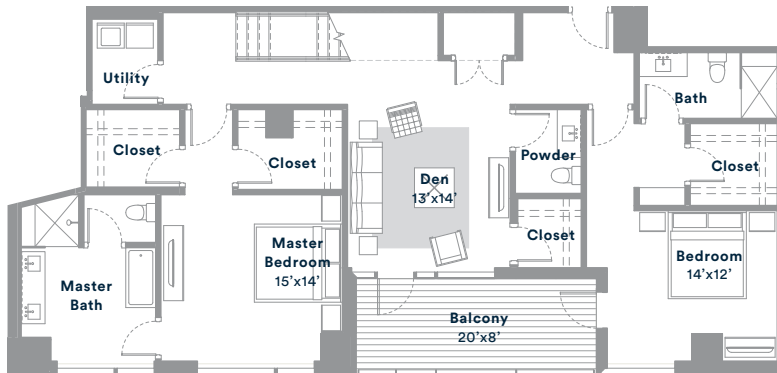 Utility
Bath
Closet
Closet
Powder
Closet
Den
13'x14'
Closet
Master
Bedroom
15'x14'
Bedroom
14'x12'
Master
Bath
Balcony
20'x8'